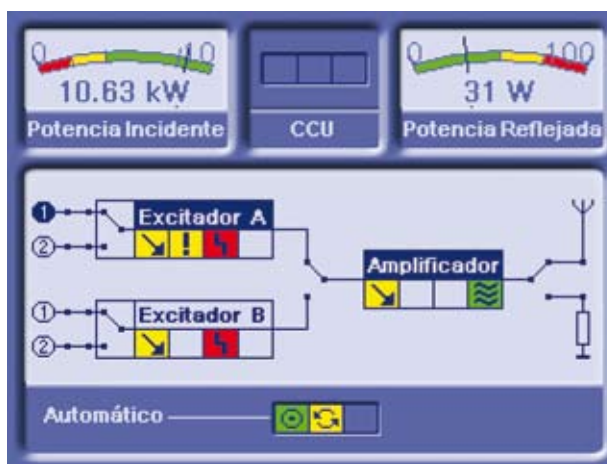 0 10
10.63 kW
Potencia Incidente
CCU
0 100
31 W
Potencia Reflejada
1
Excitador A
2
!
Amplificador
1
Excitador B
2
Automático